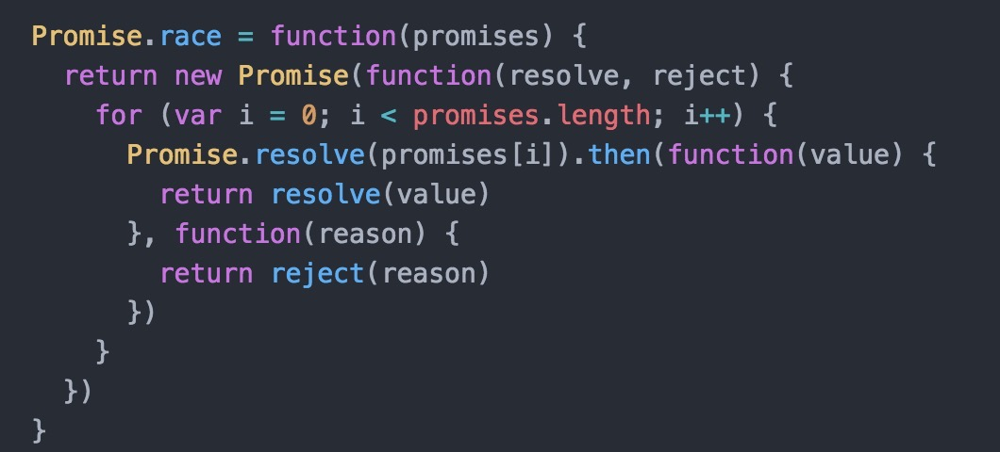 Promise.race = function(promises) {
  return new Promise(function(resolve, reject) {
    for (var i = 0; i < promises.length; i++) {
      Promise.resolve(promises[i]).then(function(value) {
        return resolve(value)
      }, function(reason) {
        return reject(reason)
      })
    }
  })
}